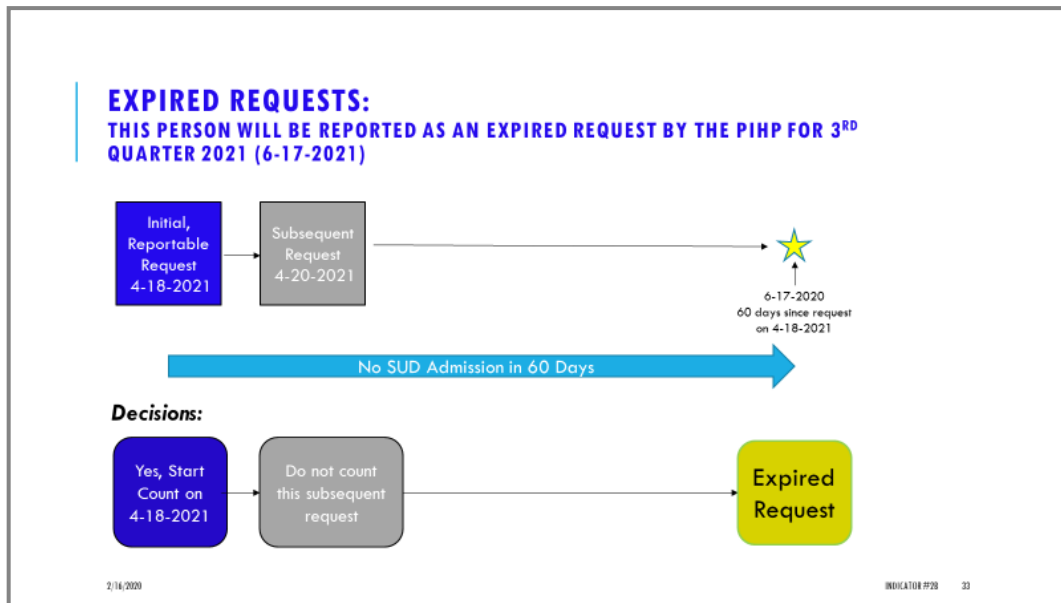 EXPIRED REQUESTS:
THIS PERSON WILL BE REPORTED AS AN EXPIRED REQUEST BY THE PIHP FOR 3RD
QUARTER 2021 (6-17-2021)
Initial,
Reportable
Request
4-18-2021
Subsequent
Request
4-20-2021
6-17-2020
60 days since request
on 4-18-2021
No SUD Admission in 60 Days
Decisions:
Yes, Start
Count on
4-18-2021
Do not count
this subsequent
request
Expired
Request
2/16/2020
INDICATOR #2B 33